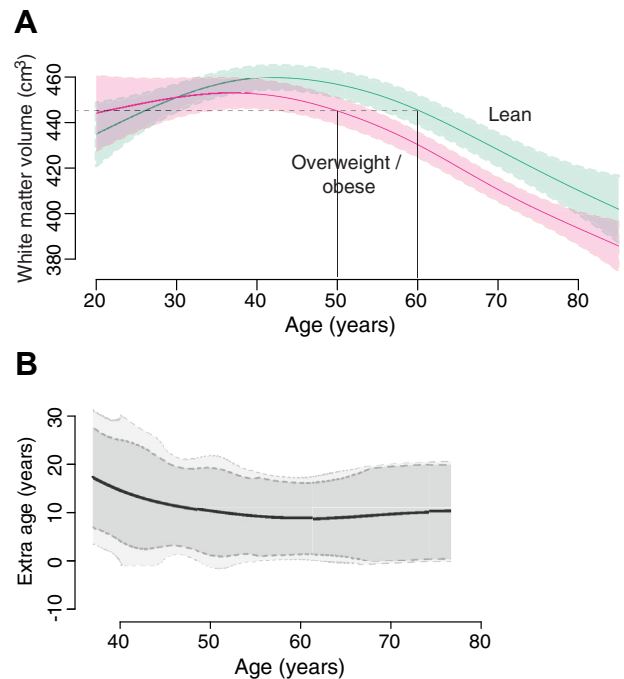 A
White matter volume (cm³)
460
440
420
400
380
Lean
Overweight /
obese
20 30 40 50 60 70 80
Age (years)
B
Extra age (years)
30
20
10
0
-10
40 50 60 70 80
Age (years)